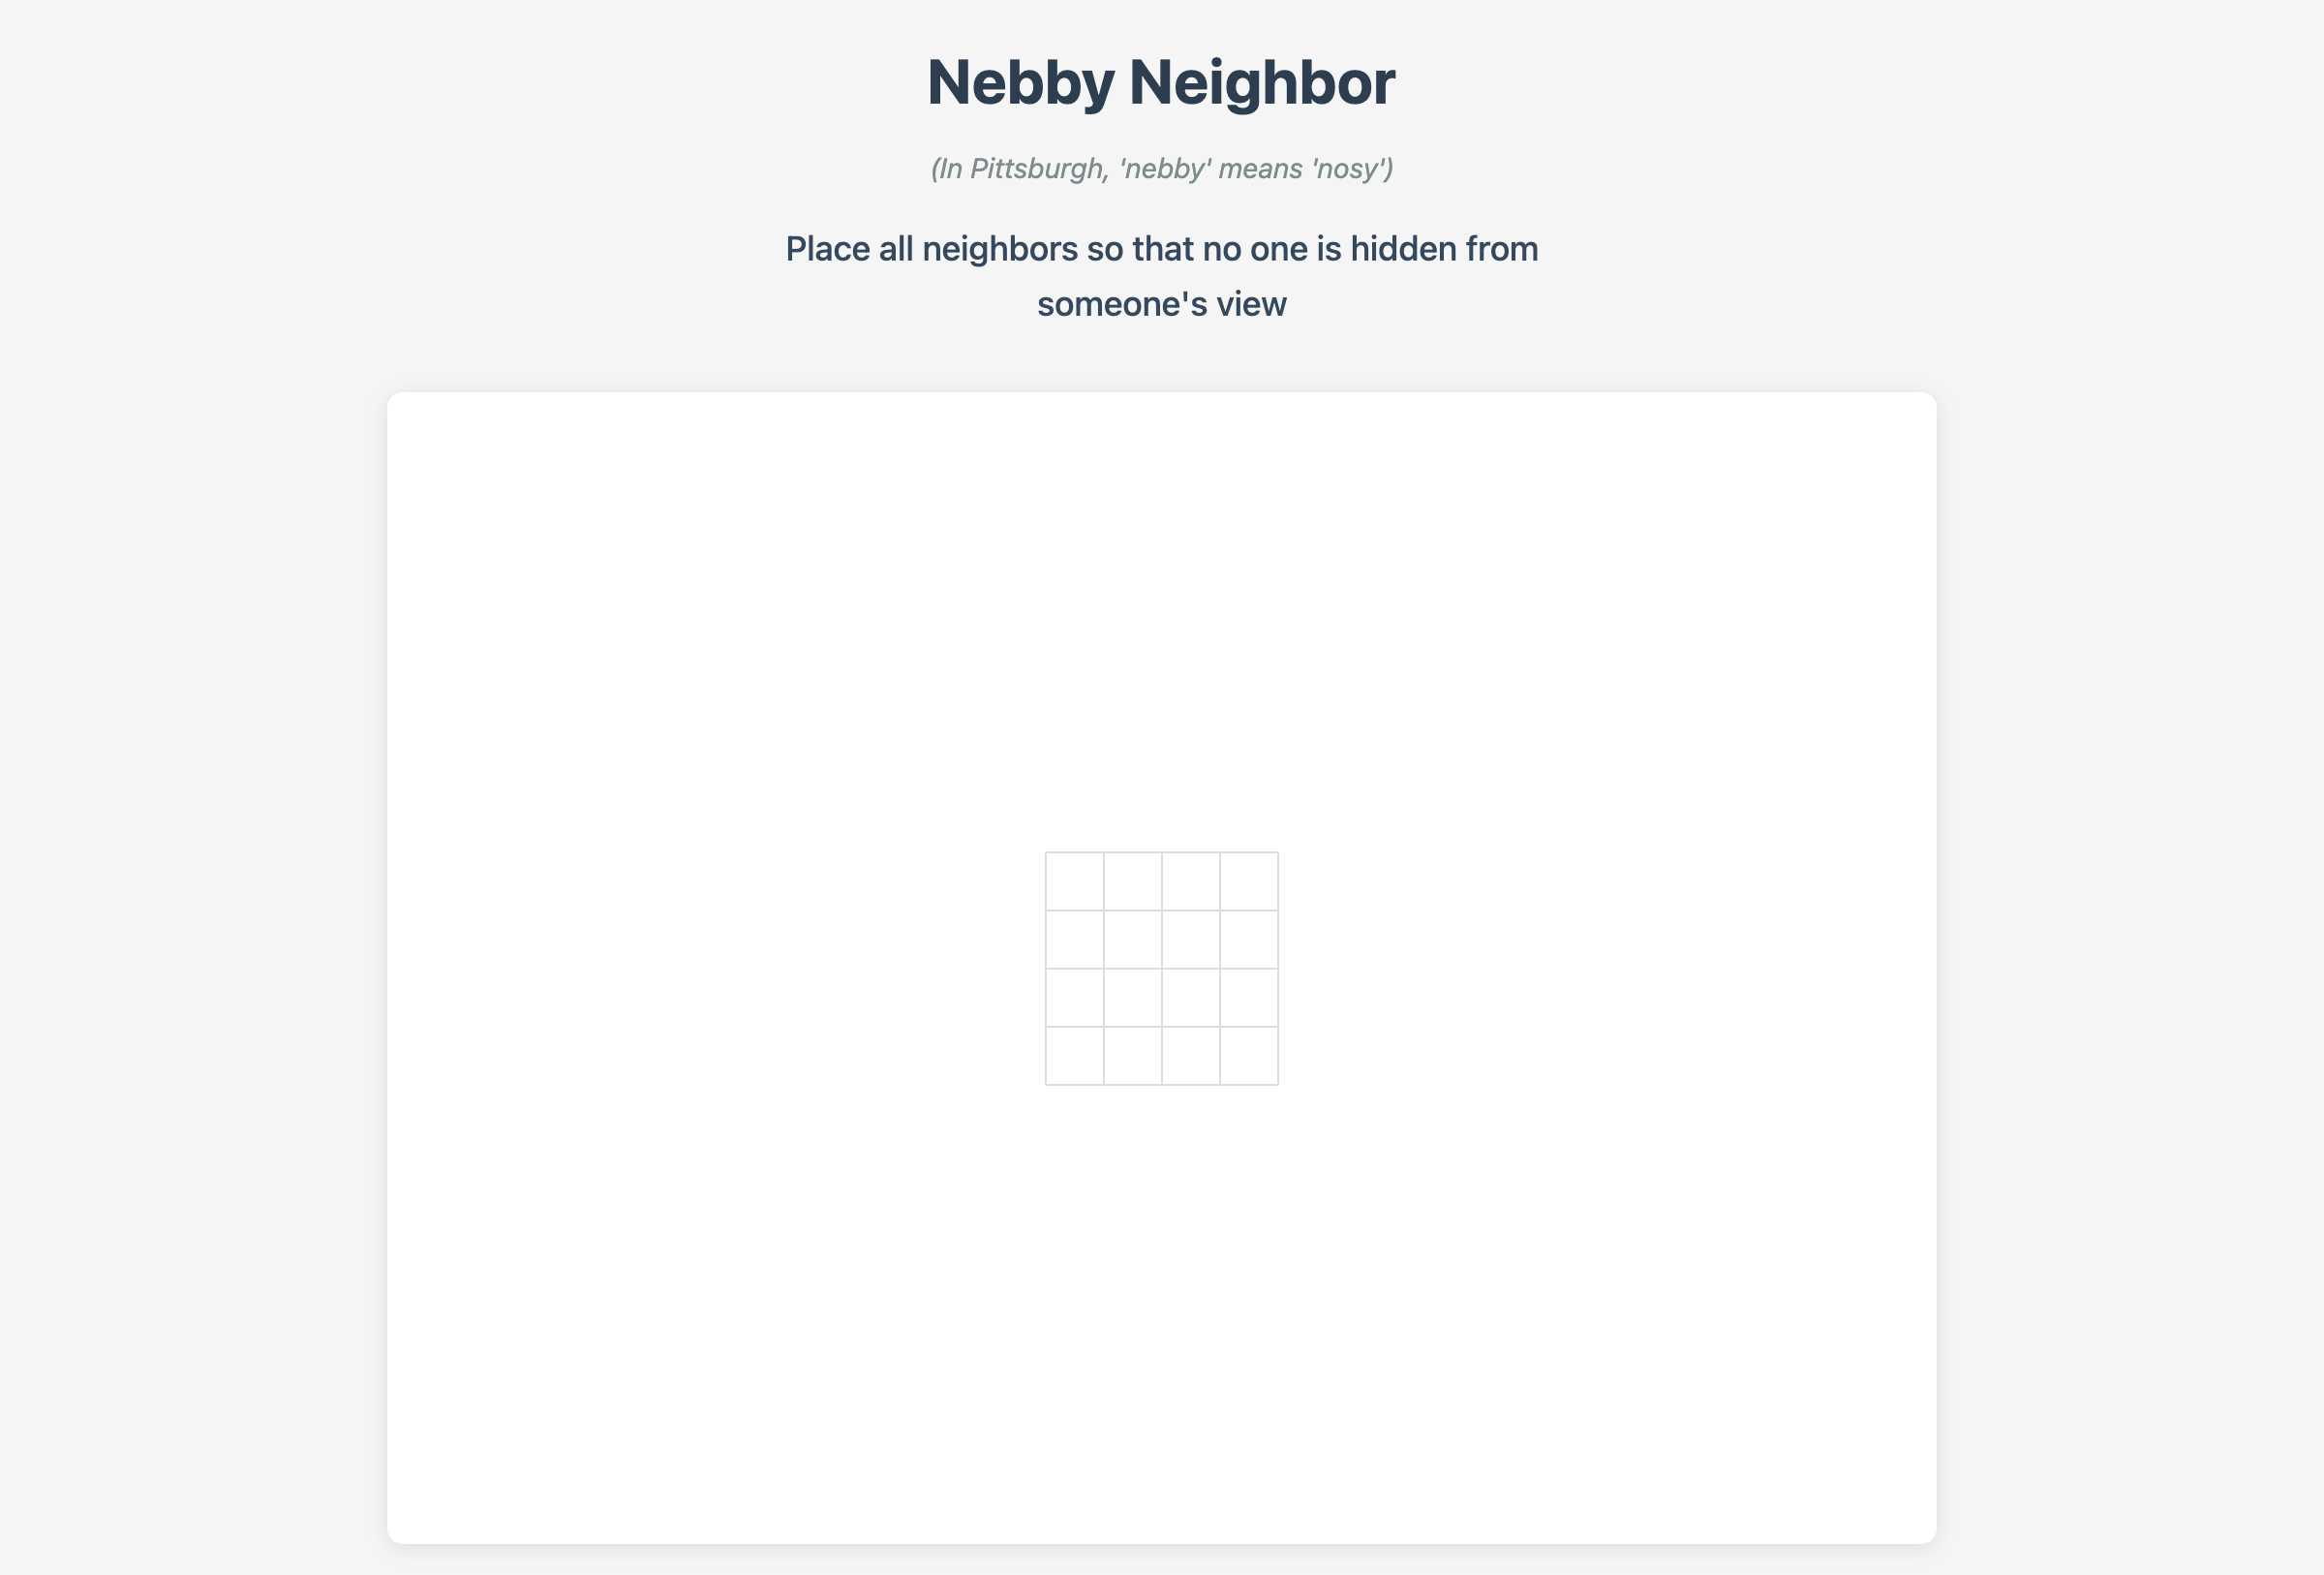 Nebby Neighbor
(In Pittsburgh, 'nebby' means 'nosy')
Place all neighbors so that no one is hidden from
someone's view